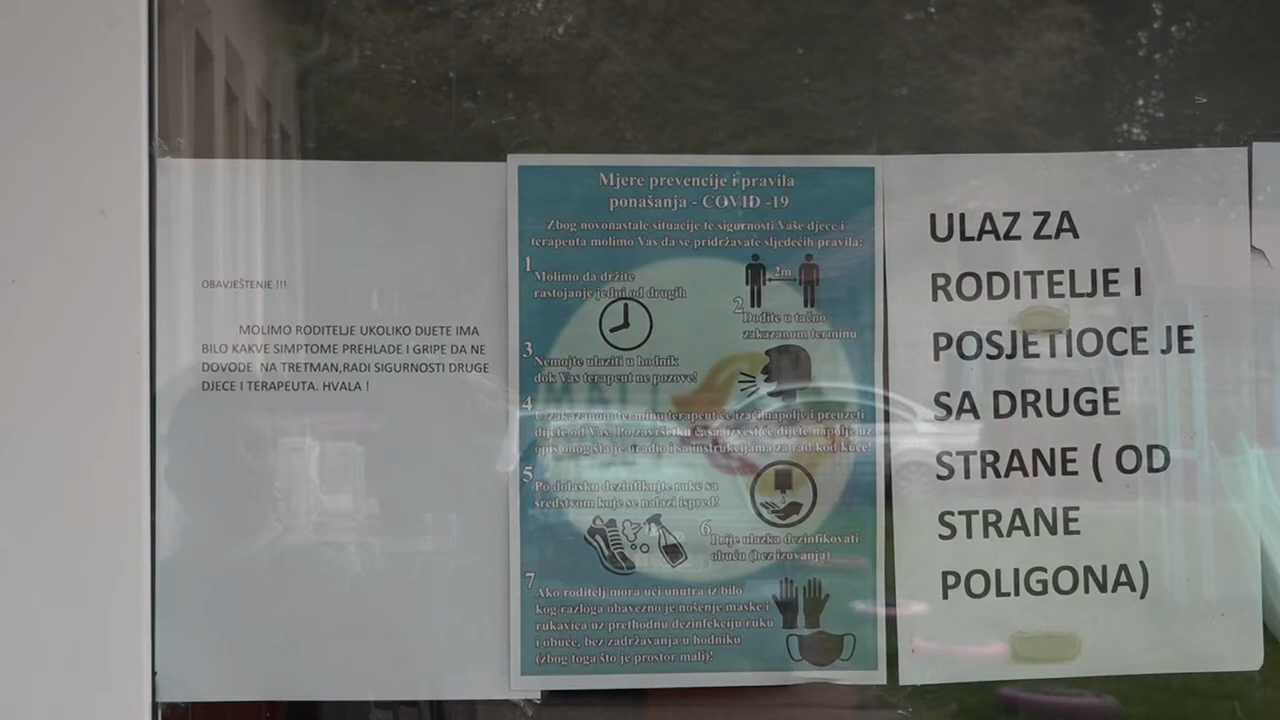 OBAVJEŠTENJE !!!
MOLIMO RODITELJE UKOLIKO DIJETE IMA
BILO KAKVE SIMPTOME PREHLADE I GRIPE DA NE
DOVODE NA TRETMAN,RADI SIGURNOSTI DRUGE
DJECE I TERAPEUTA. HVALA !
Mjere prevencije i pravila
ponašanja - COVID -19
Zbog novonastale situacije te sigurnosti Vaše djece i
terapeuta molimo Vas da se pridržavate sljedećih pravila:
1
Molimo da držite
rastojanje jedni od drugih
2m
2
Dođite u tačno
zakazanom terminu
3
Nemojte ulaziti u hodnik
dok Vas terapeut ne pozove!
4
U zakazanom terminu terapeut će izaći napolje i preuzeti
dijete od Vas. Po završetku časa izvest će dijete napolje uz
opis onog šta je uradio i sa instrukcijama za rad kod kuće!
5
Po dolasku dezinfikujte ruke sa
sredstvom koje se nalazi ispred!
6
Prije ulazka dezinfikovati
obuću (bez izuvanja)
7
Ako roditelj mora ući unutra iz bilo
kog razloga obavezno je nošenje maske i
rukavica uz prethodnu dezinfekciju ruku
i obuće, bez zadržavanja u hodniku
(zbog toga što je prostor mali)!
ULAZ ZA
RODITELJE I
POSJETIOCE JE
SA DRUGE
STRANE ( OD
STRANE
POLIGONA)